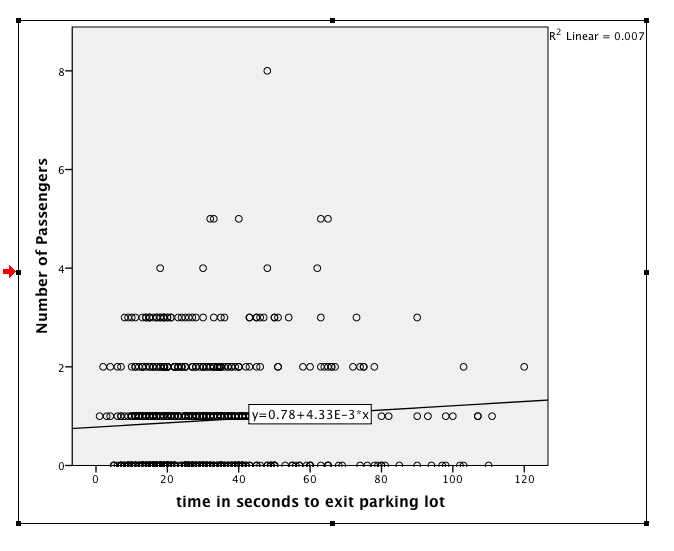 R² Linear = 0.007
Number of Passengers
8
6
4
2
0
y=0.78+4.33E-3*x
0 20 40 60 80 100 120
time in seconds to exit parking lot